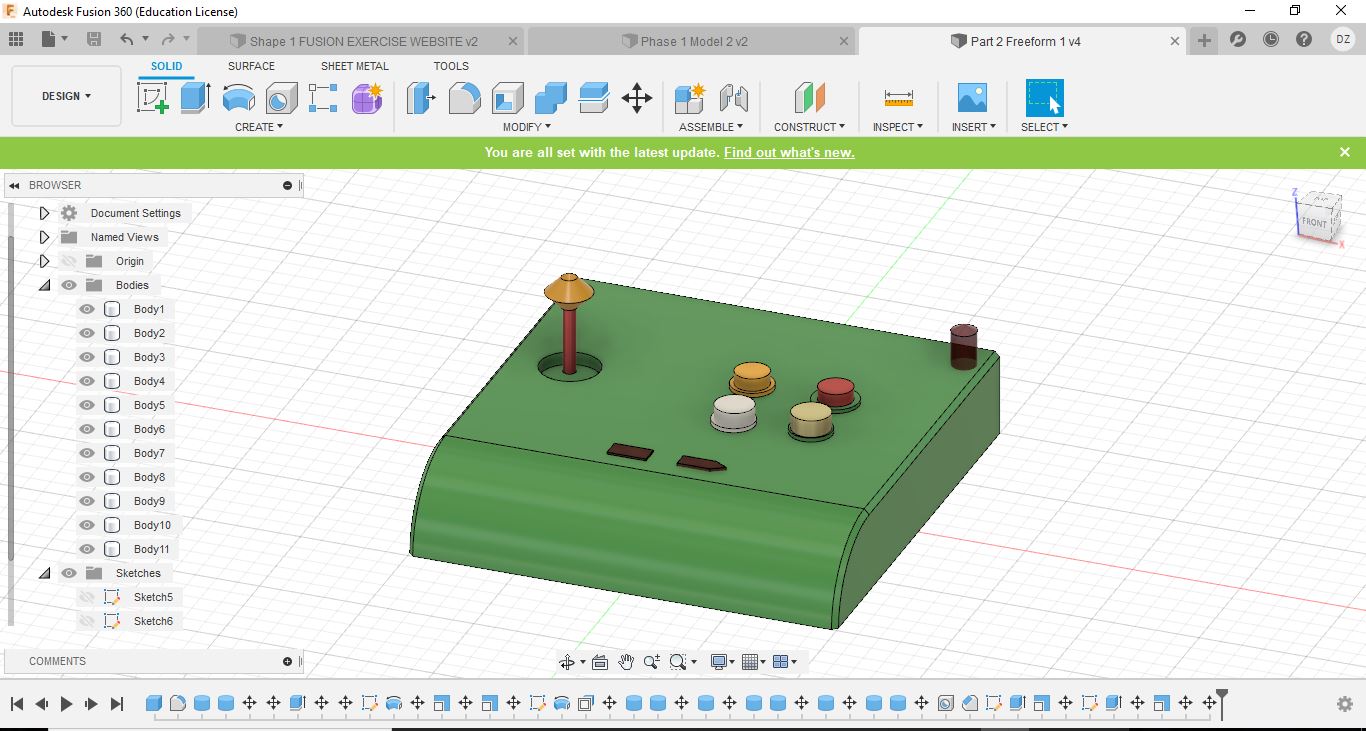 Autodesk Fusion 360 (Education License)
Shape 1 FUSION EXERCISE WEBSITE v2
Phase 1 Model 2 v2
Part 2 Freeform 1 v4
DZ
SOLID SURFACE SHEET METAL TOOLS
DESIGN
CREATE MODIFY ASSEMBLE CONSTRUCT INSPECT INSERT SELECT
You are all set with the latest update. Find out what's new.
BROWSER
Document Settings
Named Views
Origin
Bodies
Body1
Body2
Body3
Body4
Body5
Body6
Body7
Body8
Body9
Body10
Body11
Sketches
Sketch5
Sketch6
Z
FRONT
X
COMMENTS